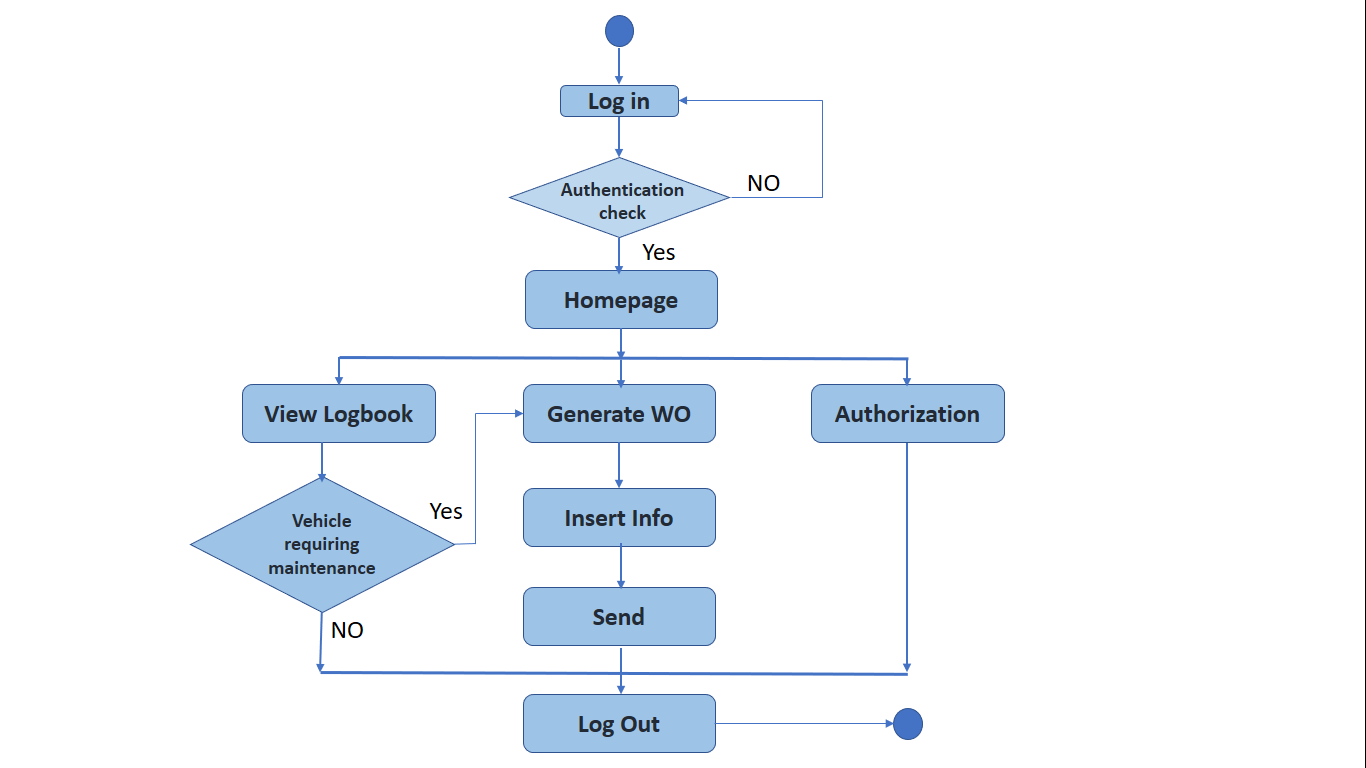 Log in
Authentication
check
NO
Yes
Homepage
View Logbook
Generate WO
Authorization
Vehicle
requiring
maintenance
Yes
Insert Info
Send
NO
Log Out